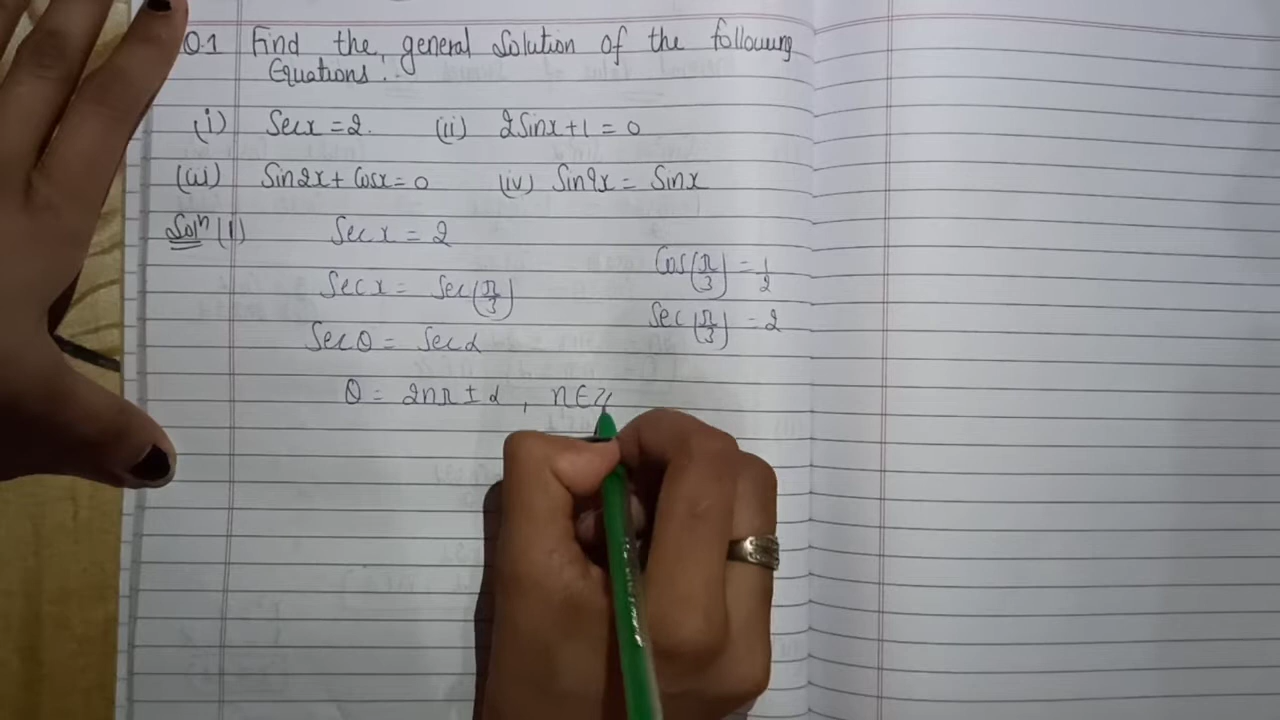 Q.1 Find the general Solution of the following
Equations:
(i) Secx = 2. (ii) 2Sinx+1 = 0
(iii) Sin2x + Cosx = 0 (iv) Sin9x = Sinx
Solⁿ (1) Secx = 2
Cos(π/3) = 1/2
Secx = Sec(π/3)
Sec(π/3) = 2
Secθ = Secα
θ = 2nπ ± α , n∈Z